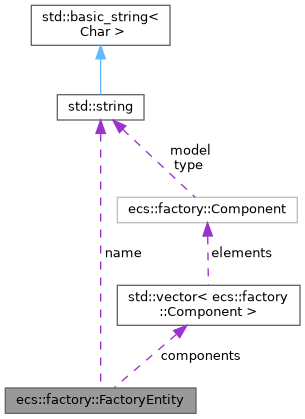 std::basic_string<
Char >
std::string
model
type
ecs::factory::Component
name
elements
std::vector< ecs::factory
::Component >
components
ecs::factory::FactoryEntity